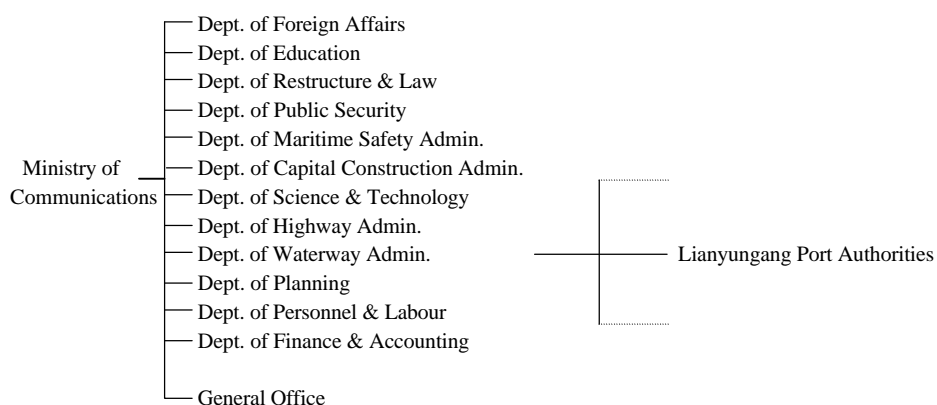 Dept. of Foreign Affairs
Dept. of Education
Dept. of Restructure & Law
Dept. of Public Security
Dept. of Maritime Safety Admin.
Ministry of
Communications
Dept. of Capital Construction Admin.
Dept. of Science & Technology
Dept. of Highway Admin.
Dept. of Waterway Admin.
Lianyungang Port Authorities
Dept. of Planning
Dept. of Personnel & Labour
Dept. of Finance & Accounting
General Office